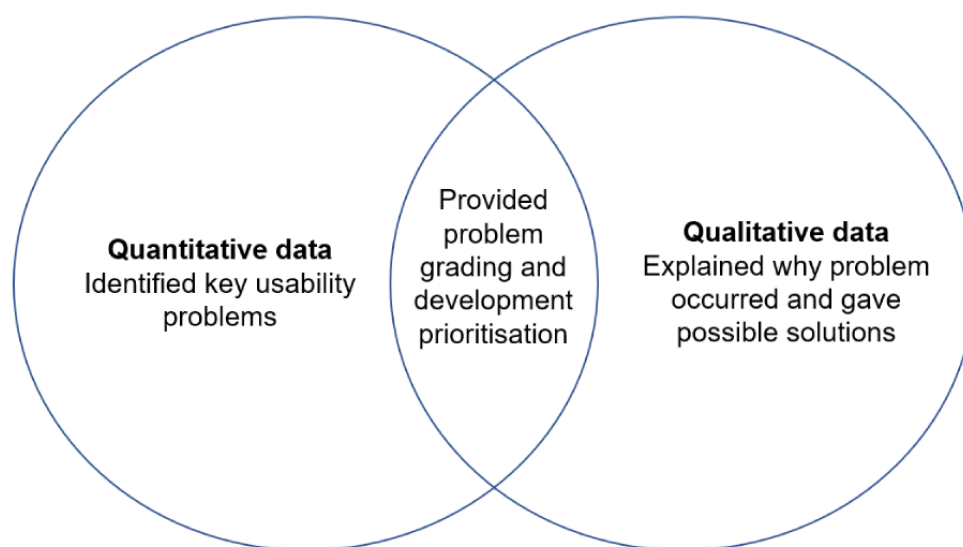 Quantitative data
Identified key usability
problems
Provided
problem
grading and
development
prioritisation
Qualitative data
Explained why problem
occurred and gave
possible solutions